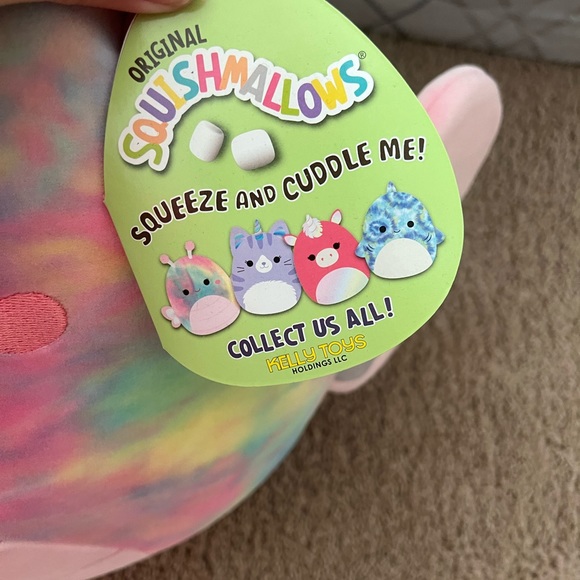 ORIGINAL
SQUISHMALLOWS®
SQUEEZE AND CUDDLE ME!
COLLECT US ALL!
KELLY TOYS
HOLDINGS LLC